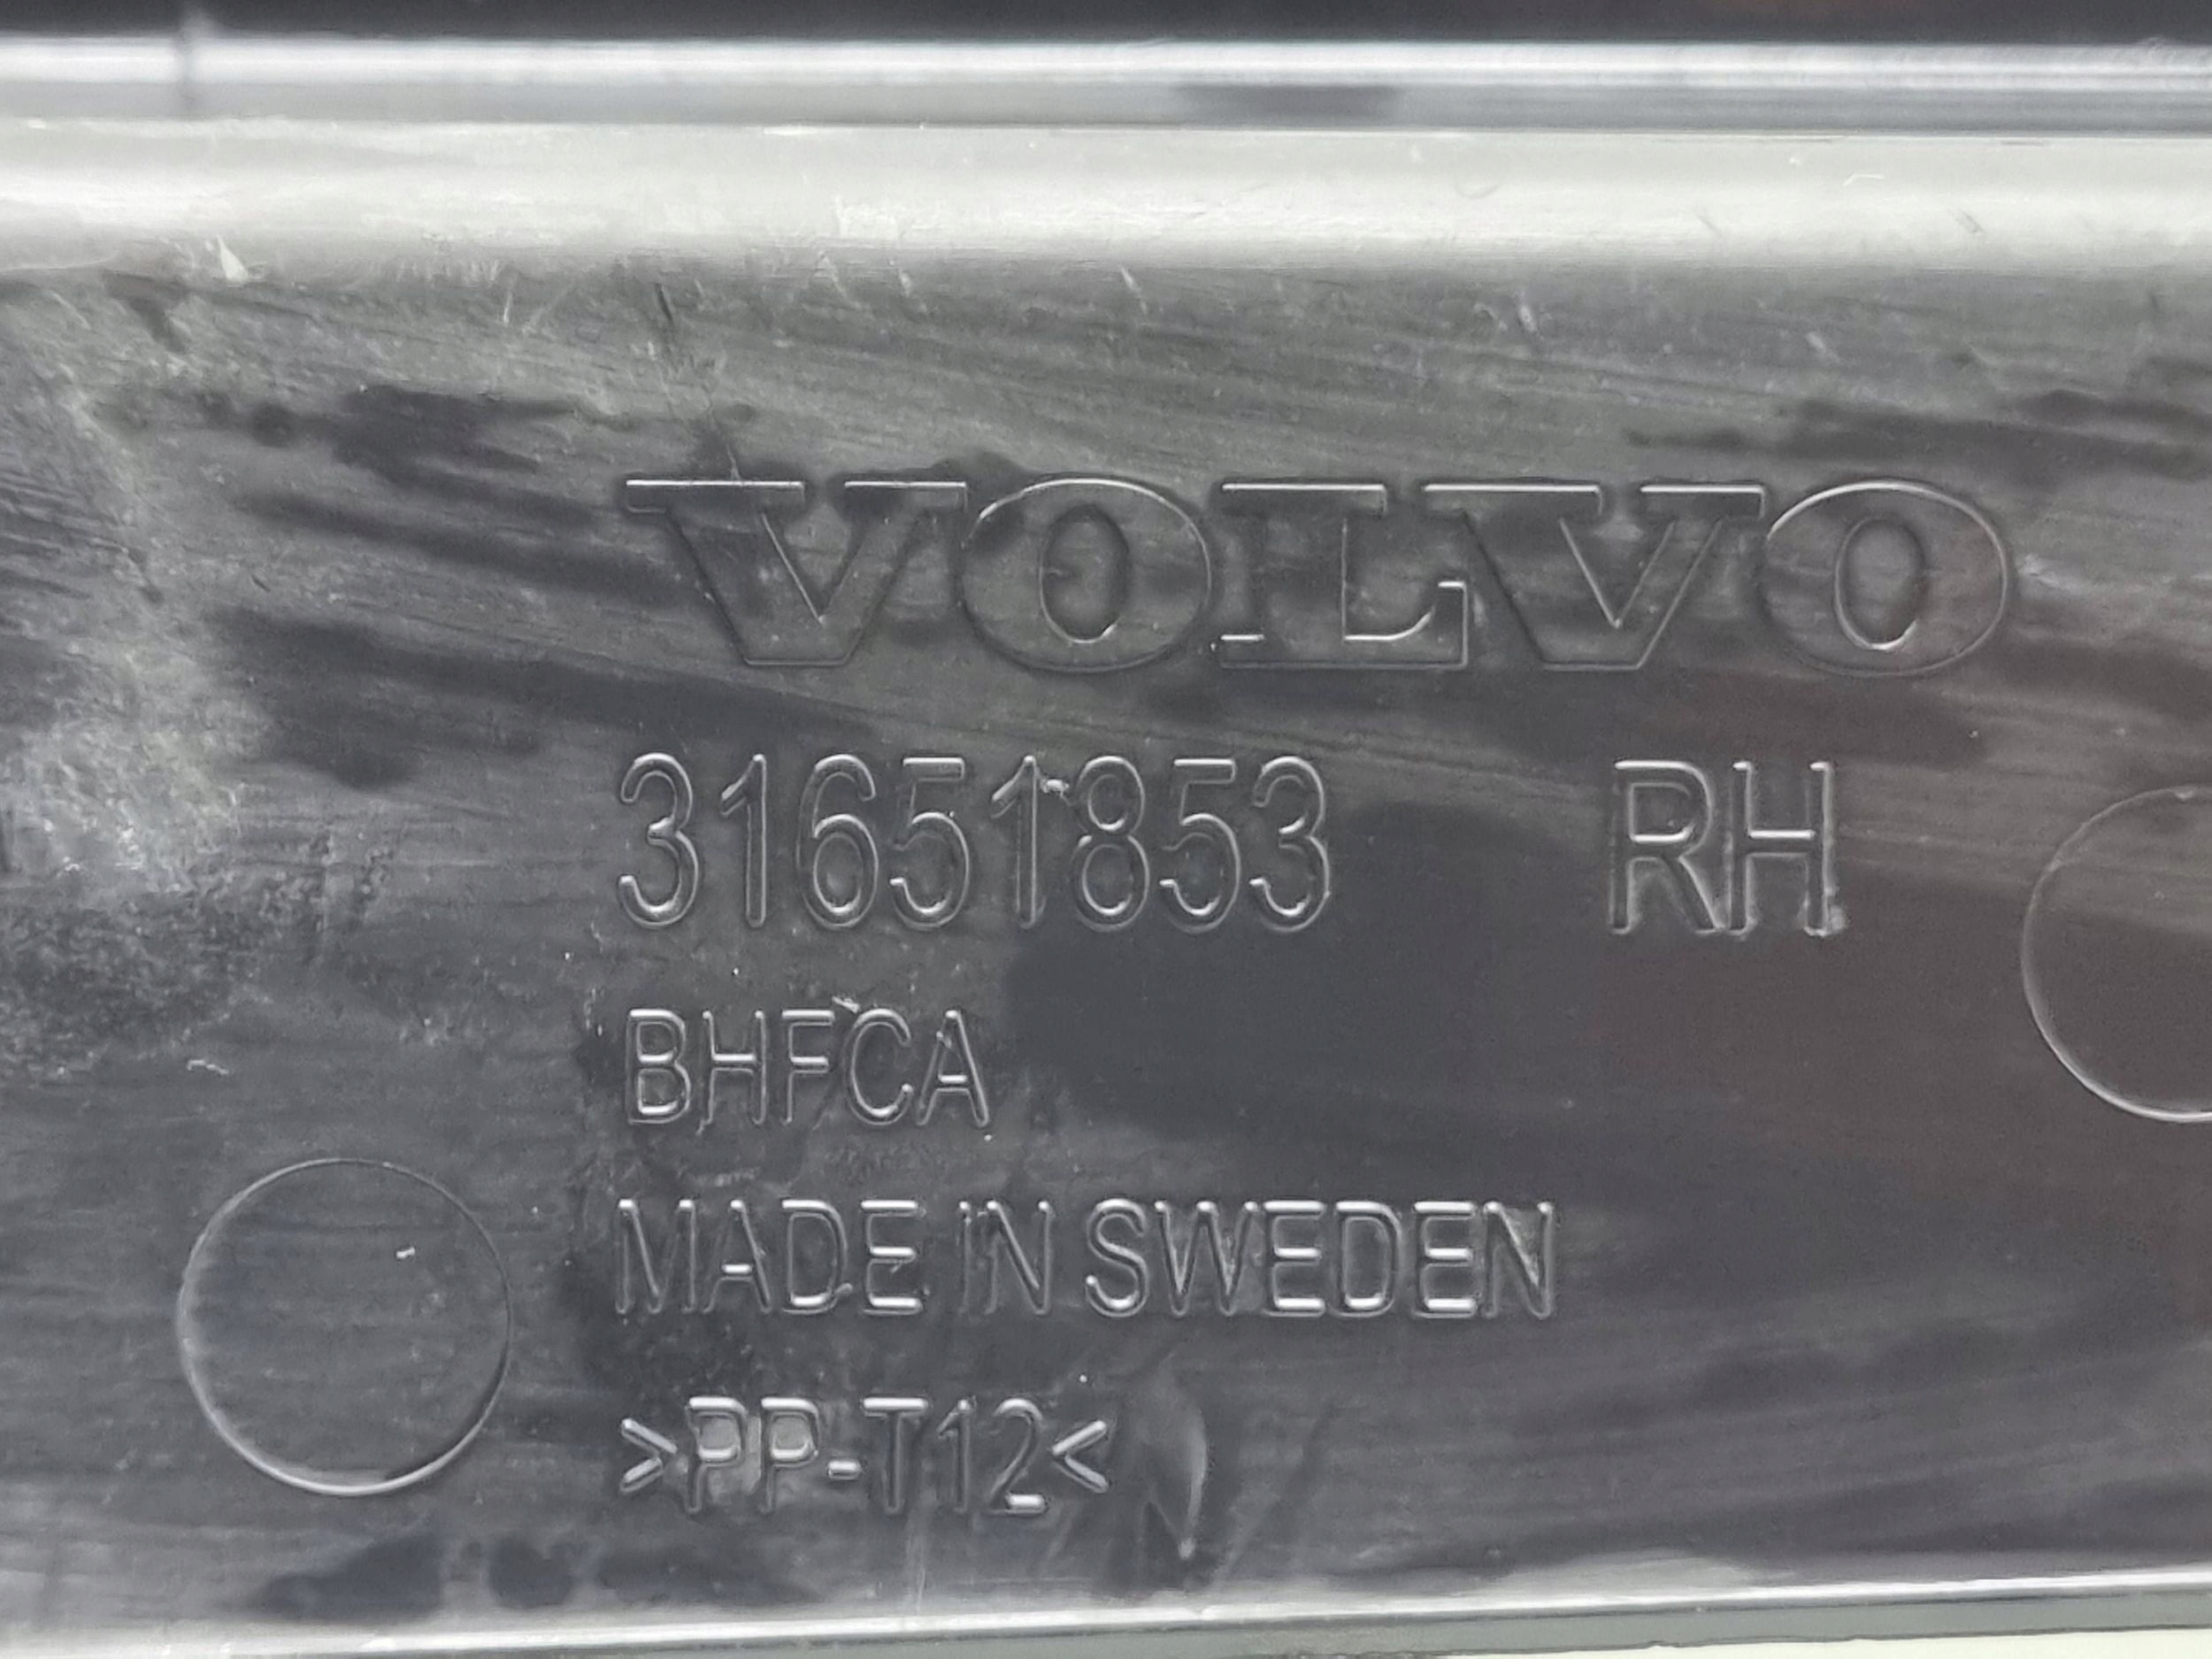 VOLVO
31651853 RH
BHFCA
MADE IN SWEDEN
>PP-T12<